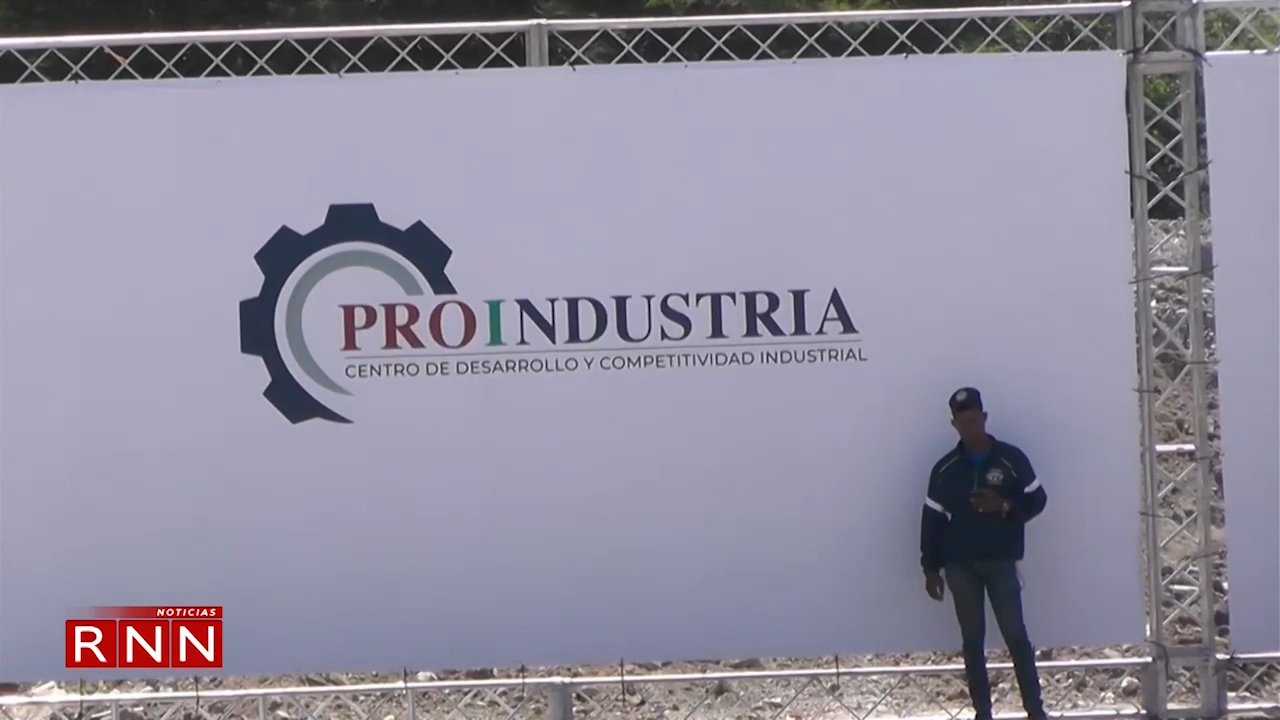 PROINDUSTRIA
CENTRO DE DESARROLLO Y COMPETITIVIDAD INDUSTRIAL
NOTICIAS
RNN